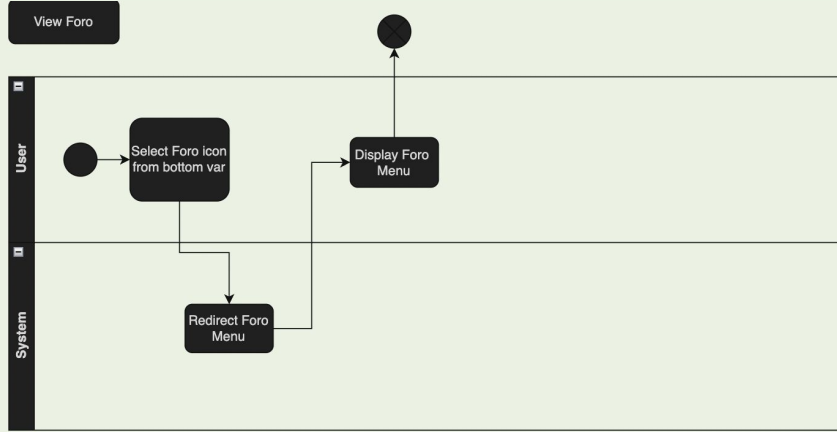 View Foro
User
Select Foro icon
from bottom var
Display Foro
Menu
System
Redirect Foro
Menu